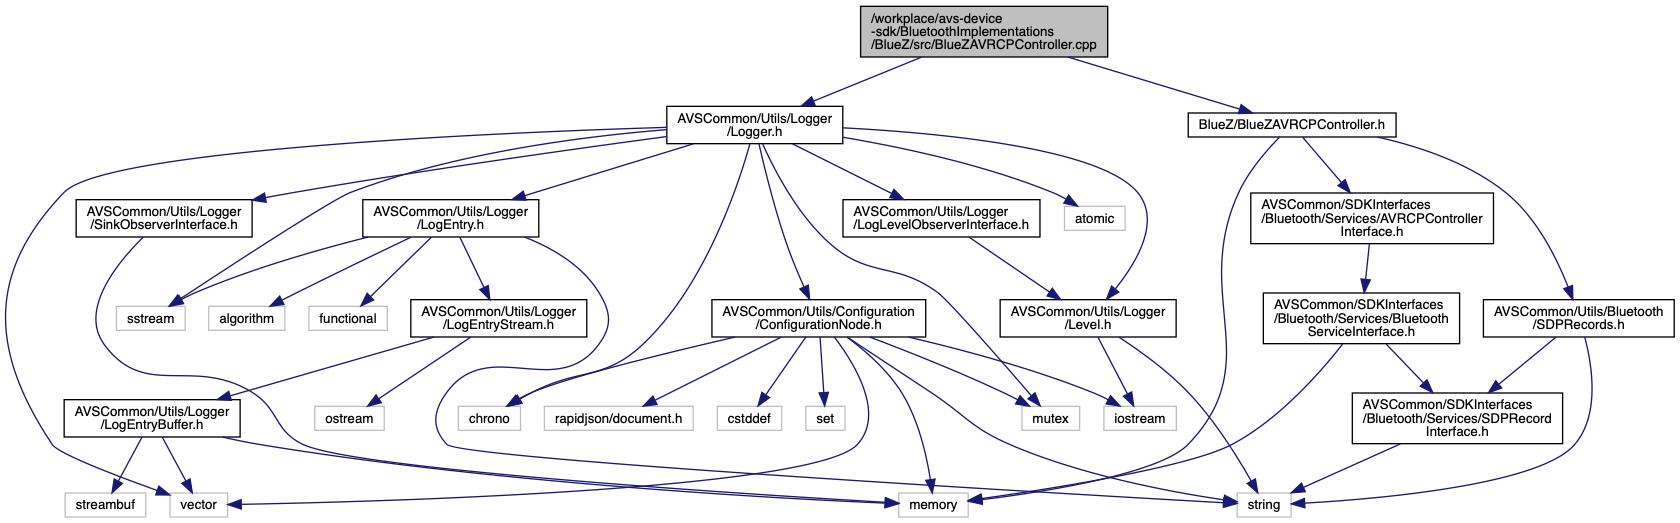 /workplace/avs-device
-sdk/BluetoothImplementations
/BlueZ/src/BlueZAVRCPController.cpp
AVSCommon/Utils/Logger
/Logger.h
BlueZ/BlueZAVRCPController.h
AVSCommon/Utils/Logger
/SinkObserverInterface.h
AVSCommon/Utils/Logger
/LogEntry.h
AVSCommon/Utils/Logger
/LogLevelObserverInterface.h
atomic
AVSCommon/SDKInterfaces
/Bluetooth/Services/AVRCPController
Interface.h
sstream
algorithm
functional
AVSCommon/Utils/Logger
/LogEntryStream.h
AVSCommon/Utils/Configuration
/ConfigurationNode.h
AVSCommon/Utils/Logger
/Level.h
AVSCommon/SDKInterfaces
/Bluetooth/Services/Bluetooth
ServiceInterface.h
AVSCommon/Utils/Bluetooth
/SDPRecords.h
AVSCommon/Utils/Logger
/LogEntryBuffer.h
ostream
chrono
rapidjson/document.h
cstddef
set
mutex
iostream
AVSCommon/SDKInterfaces
/Bluetooth/Services/SDPRecord
Interface.h
streambuf
vector
memory
string